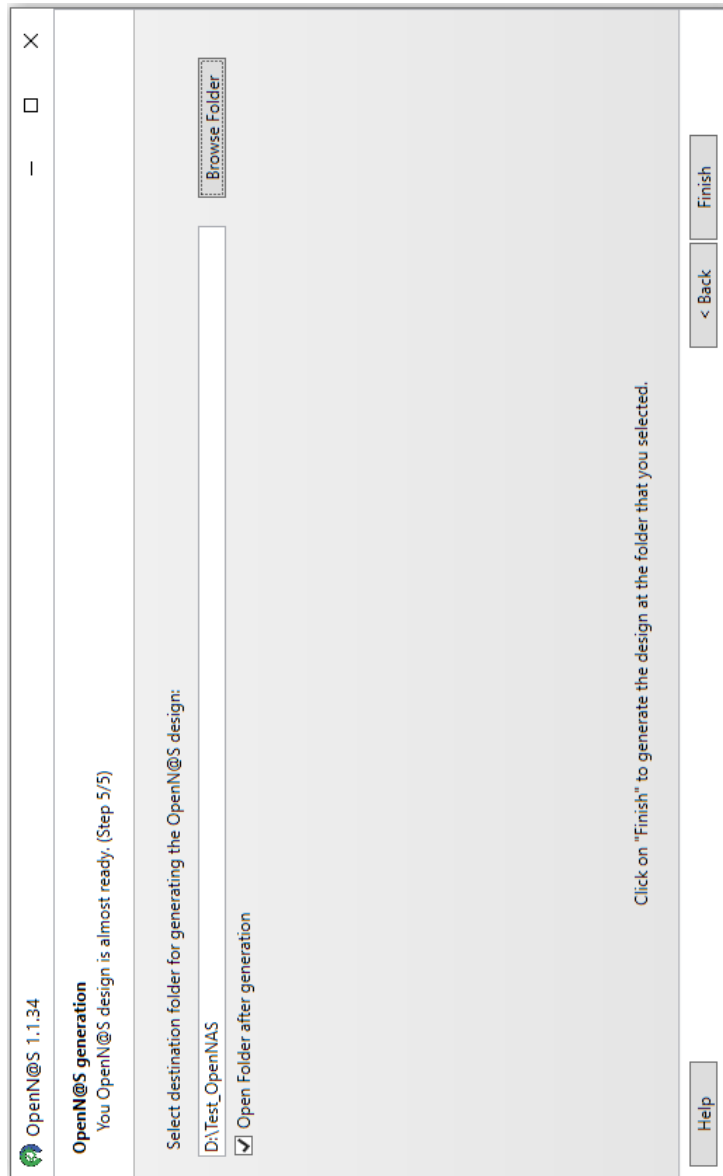 OpenN@S 1.1.34
OpenN@S generation
You OpenN@S design is almost ready. (Step 5/5)
Select destination folder for generating the OpenN@S design:
D:\Test_OpenNAS
Browse Folder
Open Folder after generation
Click on "Finish" to generate the design at the folder that you selected.
Help
< Back
Finish